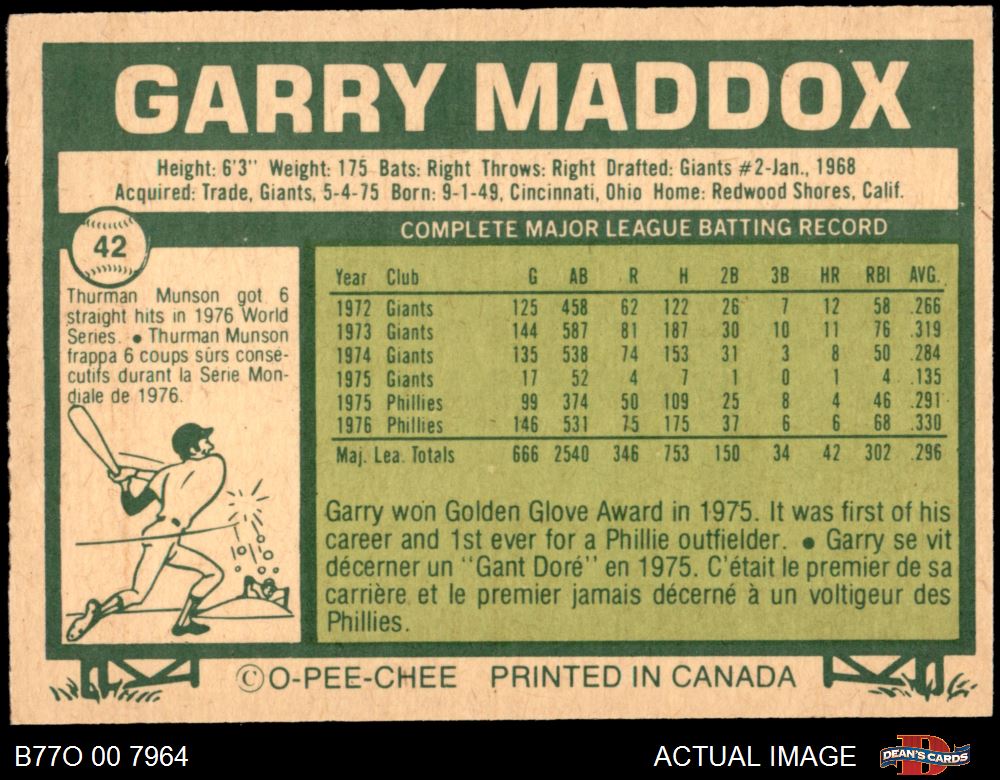 GARRY MADDOX
Height: 6'3" Weight: 175 Bats: Right Throws: Right Drafted: Giants #2-Jan., 1968
Acquired: Trade, Giants, 5-4-75 Born: 9-1-49, Cincinnati, Ohio Home: Redwood Shores, Calif.
42
Thurman Munson got 6
straight hits in 1976 World
Series. ● Thurman Munson
frappa 6 coups sûrs consé-
cutifs durant la Série Mon-
diale de 1976.
COMPLETE MAJOR LEAGUE BATTING RECORD
Year Club G AB R H 2B 3B HR RBI AVG.
1972 Giants 125 458 62 122 26 7 12 58 .266
1973 Giants 144 587 81 187 30 10 11 76 .319
1974 Giants 135 538 74 153 31 3 8 50 .284
1975 Giants 17 52 4 7 1 0 1 4 .135
1975 Phillies 99 374 50 109 25 8 4 46 .291
1976 Phillies 146 531 75 175 37 6 6 68 .330
Maj. Lea. Totals 666 2540 346 753 150 34 42 302 .296
Garry won Golden Glove Award in 1975. It was first of his
career and 1st ever for a Phillie outfielder. ● Garry se vit
décerner un "Gant Doré" en 1975. C'était le premier de sa
carrière et le premier jamais décerné à un voltigeur des
Phillies.
©O-PEE-CHEE PRINTED IN CANADA
B77O 00 7964
ACTUAL IMAGE
DEAN'S CARDS